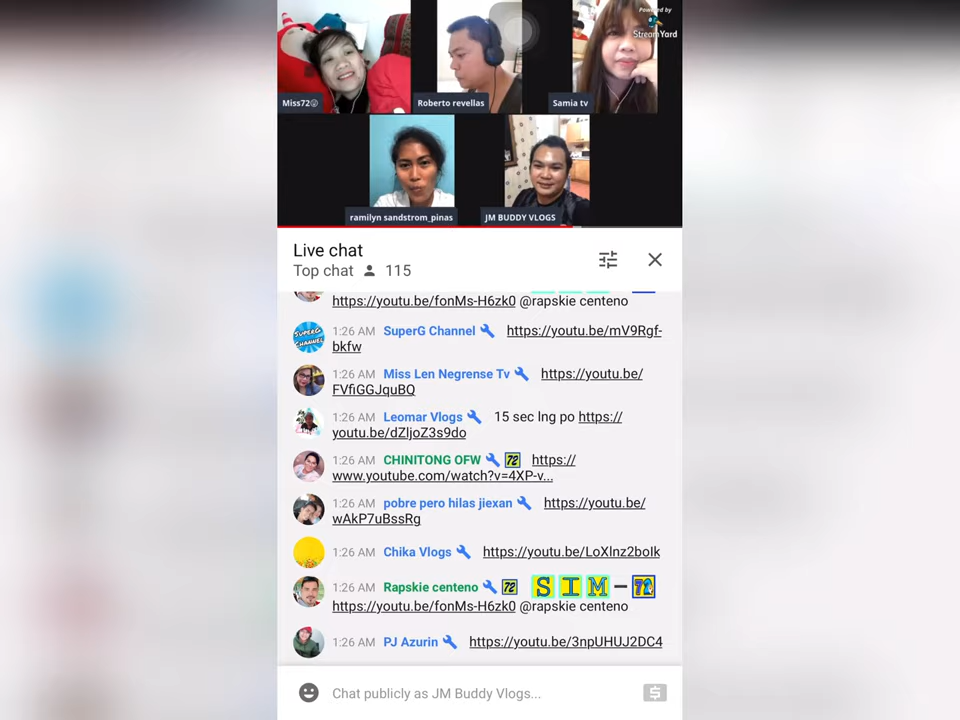 Powered by
StreamYard
Miss72😜
Roberto revellas
Samia tv
ramilyn sandstrom_pinas
JM BUDDY VLOGS
Live chat
Top chat 115
https://youtu.be/fonMs-H6zk0 @rapskie centeno
SUPERG CHANNEL
1:26 AM SuperG Channel https://youtu.be/mV9Rgf-
bkfw
1:26 AM Miss Len Negrense Tv https://youtu.be/
FVfiGGJquBQ
1:26 AM Leomar Vlogs 15 sec lng po https://
youtu.be/dZljoZ3s9do
1:26 AM CHINITONG OFW 72 https://
www.youtube.com/watch?v=4XP-v...
1:26 AM pobre pero hilas jiexan https://youtu.be/
wAkP7uBssRg
1:26 AM Chika Vlogs https://youtu.be/LoXlnz2bolk
1:26 AM Rapskie centeno 72 S I M – 72
https://youtu.be/fonMs-H6zk0 @rapskie centeno
1:26 AM PJ Azurin https://youtu.be/3npUHUJ2DC4
Chat publicly as JM Buddy Vlogs...